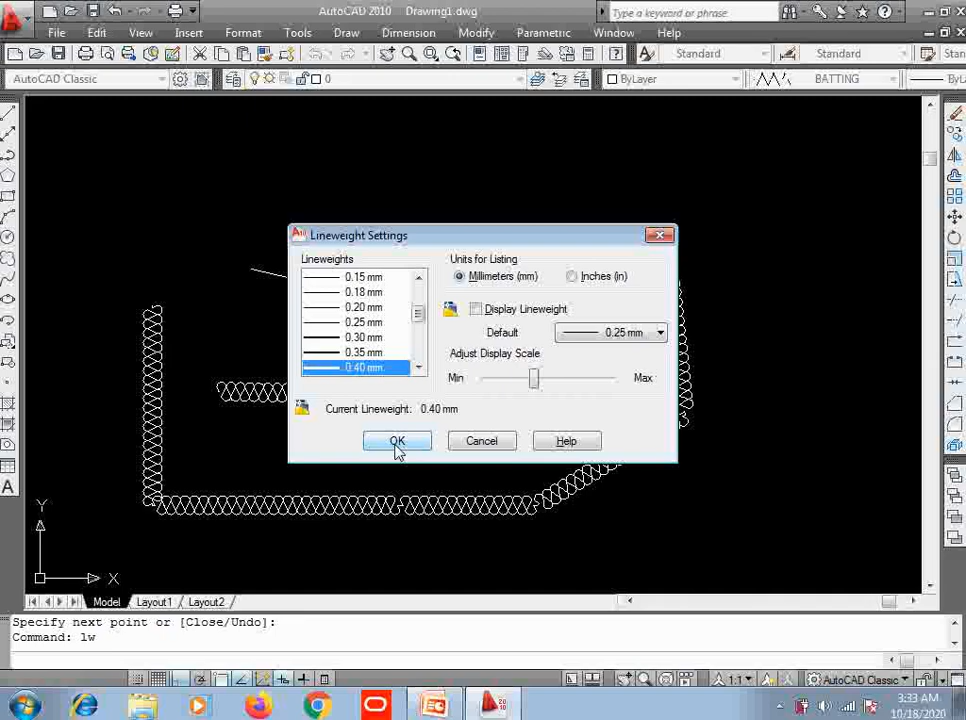 AutoCAD 2010 Drawing1.dwg
Type a keyword or phrase
File Edit View Insert Format Tools Draw Dimension Modify Parametric Window Help
Standard Standard
AutoCAD Classic 0 ByLayer BATTING
Lineweight Settings
Lineweights
0.15 mm
0.18 mm
0.20 mm
0.25 mm
0.30 mm
0.35 mm
0.40 mm
Units for Listing
Millimeters (mm) Inches (in)
Display Lineweight
Default 0.25 mm
Adjust Display Scale
Min Max
Current Lineweight: 0.40 mm
OK Cancel Help
Y
X
Model Layout1 Layout2
Specify next point or [Close/Undo]:
Command: lw
1:1 AutoCAD Classic
3:33 AM
10/18/2020